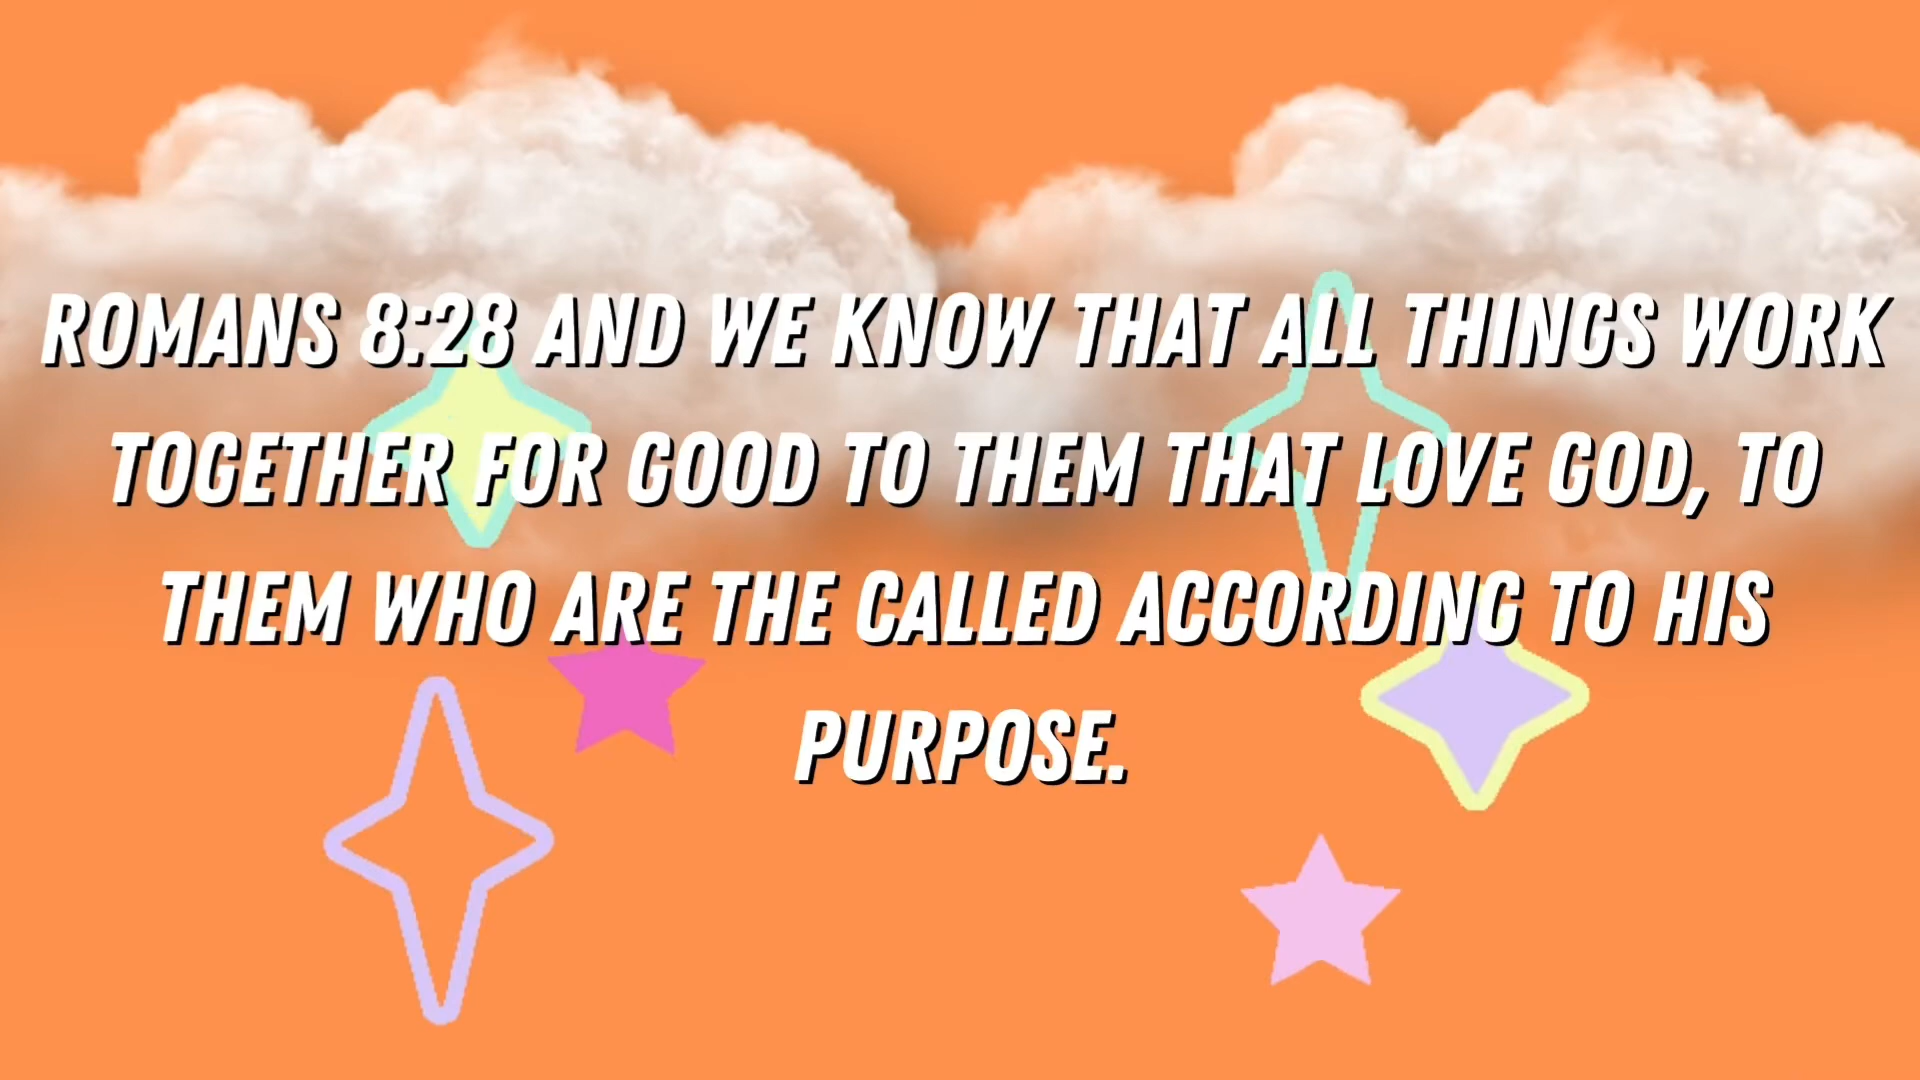 ROMANS 8:28 AND WE KNOW THAT ALL THINGS WORK
TOGETHER FOR GOOD TO THEM THAT LOVE GOD, TO
THEM WHO ARE THE CALLED ACCORDING TO HIS
PURPOSE.